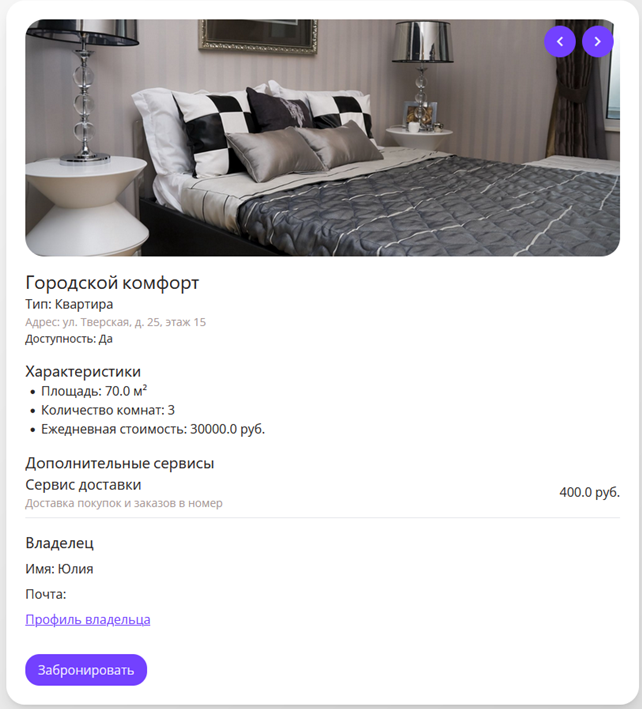 Городской комфорт
Тип: Квартира
Адрес: ул. Тверская, д. 25, этаж 15
Доступность: Да
Характеристики
• Площадь: 70.0 м²
• Количество комнат: 3
• Ежедневная стоимость: 30000.0 руб.
Дополнительные сервисы
Сервис доставки
400.0 руб.
Доставка покупок и заказов в номер
Владелец
Имя: Юлия
Почта:
Профиль владельца
Забронировать